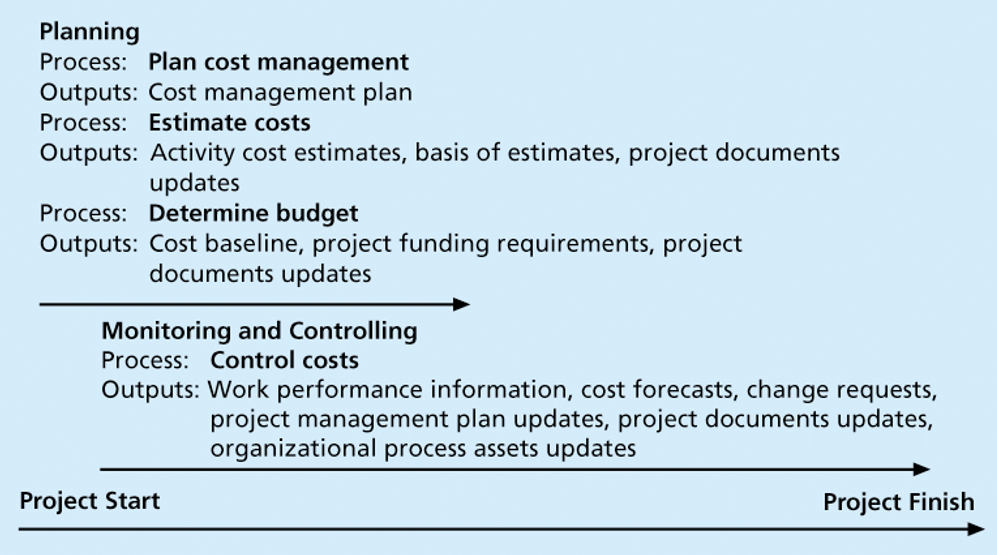 Planning
Process: Plan cost management
Outputs: Cost management plan
Process: Estimate costs
Outputs: Activity cost estimates, basis of estimates, project documents
updates
Process: Determine budget
Outputs: Cost baseline, project funding requirements, project
documents updates
Monitoring and Controlling
Process: Control costs
Outputs: Work performance information, cost forecasts, change requests,
project management plan updates, project documents updates,
organizational process assets updates
Project Start Project Finish